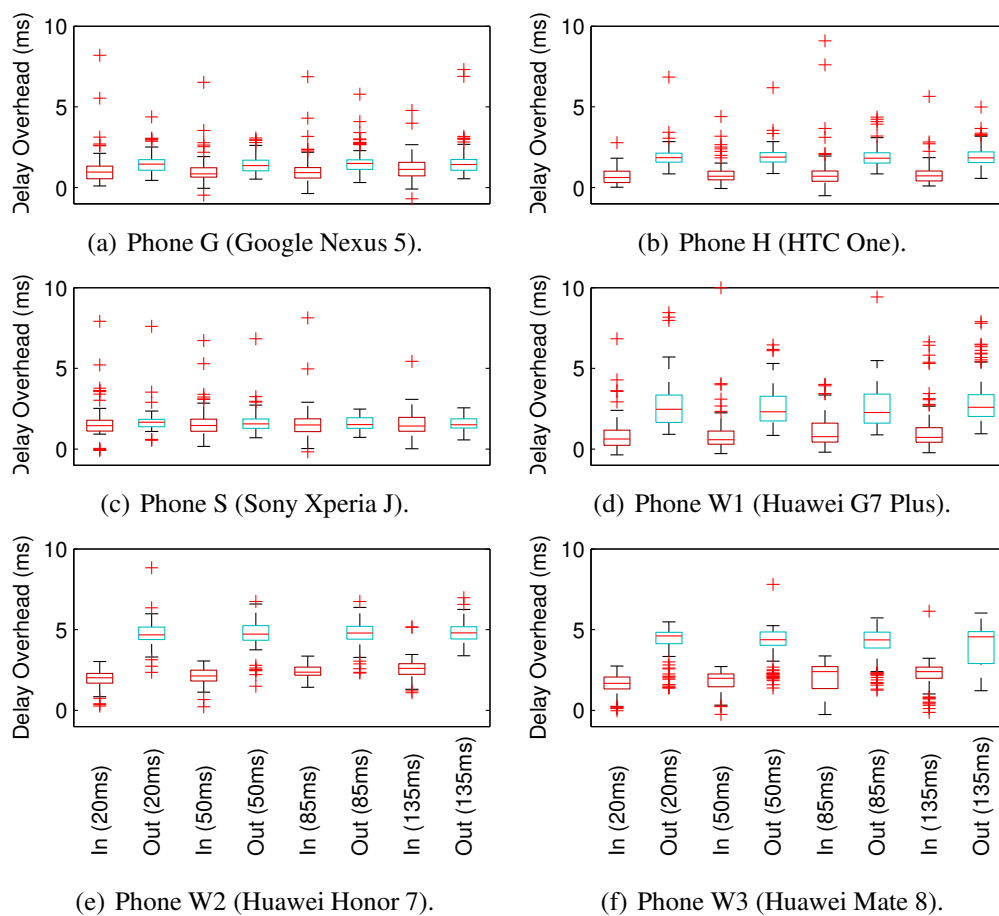 Delay Overhead (ms)
10
5
0
(a) Phone G (Google Nexus 5).
Delay Overhead (ms)
10
5
0
(b) Phone H (HTC One).
Delay Overhead (ms)
10
5
0
(c) Phone S (Sony Xperia J).
Delay Overhead (ms)
10
5
0
(d) Phone W1 (Huawei G7 Plus).
Delay Overhead (ms)
10
5
0
In (20ms)
Out (20ms)
In (50ms)
Out (50ms)
In (85ms)
Out (85ms)
In (135ms)
Out (135ms)
(e) Phone W2 (Huawei Honor 7).
Delay Overhead (ms)
10
5
0
In (20ms)
Out (20ms)
In (50ms)
Out (50ms)
In (85ms)
Out (85ms)
In (135ms)
Out (135ms)
(f) Phone W3 (Huawei Mate 8).